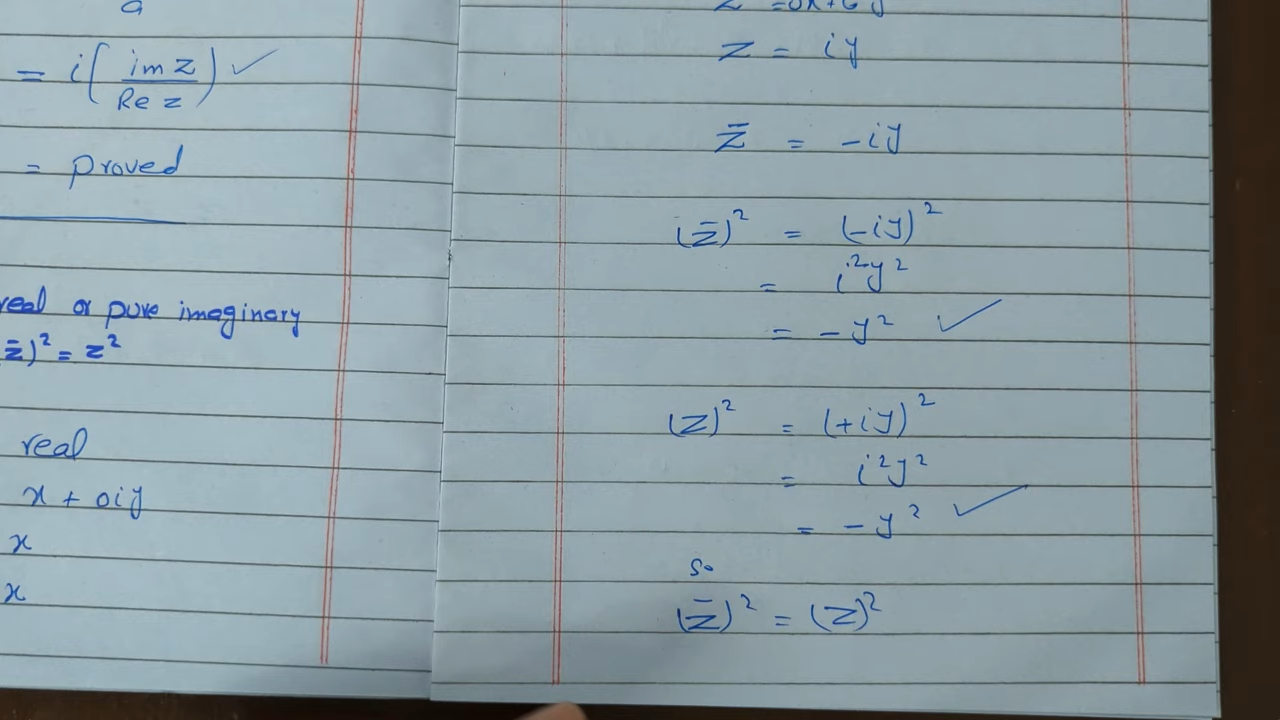 a
= i(im z / Re z) ✓
= proved
real or pure imaginary
z̄)² = z²
real
x + oiy
x
x
z = iy
z̄ = -iy
(z̄)² = (-iy)²
= i²y²
= -y² ✓
(z)² = (+iy)²
= i²y²
= -y² ✓
so
(z̄)² = (z)²